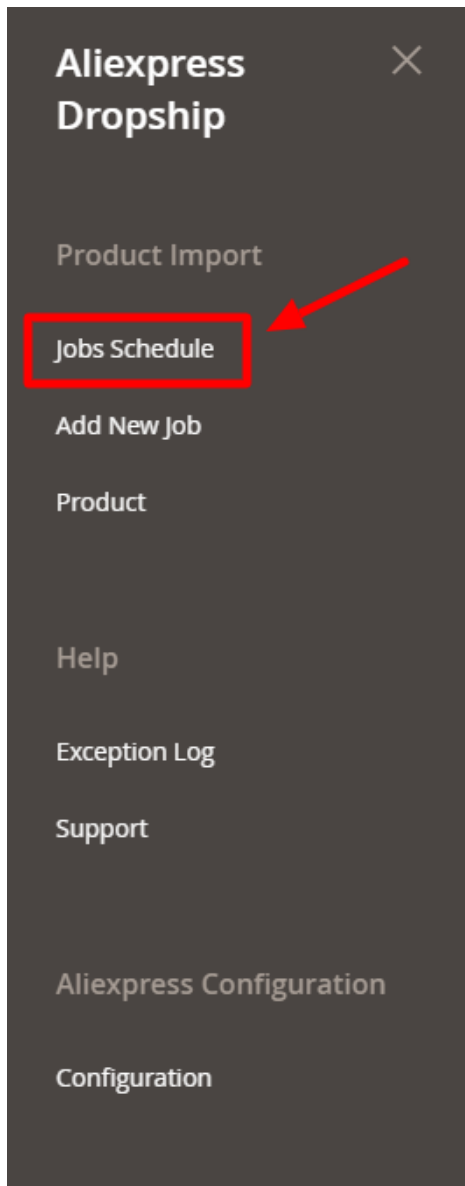 Aliexpress
Dropship
Product Import
Jobs Schedule
Add New Job
Product
Help
Exception Log
Support
Aliexpress Configuration
Configuration